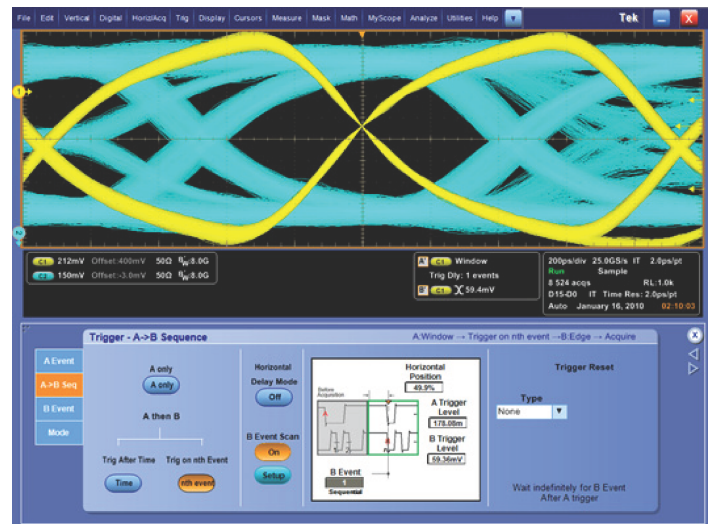 File Edit Vertical Digital Horiz/Acq Trig Display Cursors Measure Mask Math MyScope Analyze Utilities Help Tek
1
2
C1 212mV Offset:400mV 50Ω BW:8.0G
C2 150mV Offset:-3.0mV 50Ω BW:8.0G
A' C1 Window
Trig Dly: 1 events
B' C1 59.4mV
200ps/div 25.0GS/s IT 2.0ps/pt
Run Sample
8 524 acqs RL:1.0k
D15-D0 IT Time Res: 2.0ps/pt
Auto January 16, 2010 02:10:03
Trigger - A->B Sequence
A:Window → Trigger on nth event →B:Edge → Acquire
X
A Event
A->B Seq
B Event
Mode
A only
A only
A then B
Trig After Time Trig on nth Event
Time nth event
Horizontal
Delay Mode
Off
B Event Scan
On
Setup
Horizontal
Position
49.9%
Before
Acquisition
A
A Trigger
Level
178.08m
B Trigger
Level
59.36mV
B Event
1
Sequential
Trigger Reset
Type
None
Wait indefinitely for B Event
After A trigger